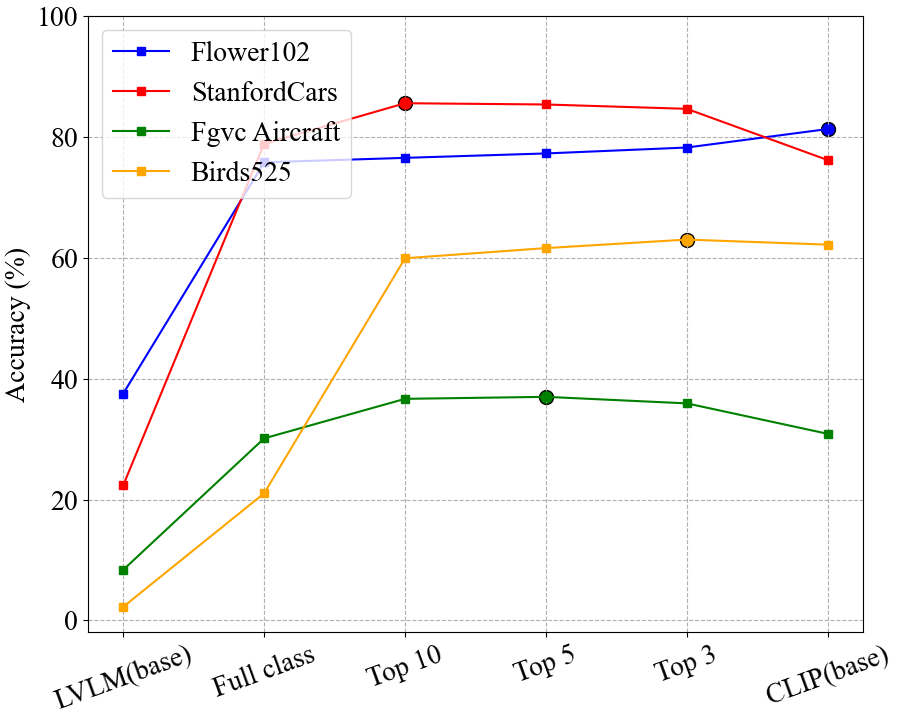 100
80
60
40
20
0
Accuracy (%)
Flower102
StanfordCars
Fgvc Aircraft
Birds525
LVLM(base)
Full class
Top 10
Top 5
Top 3
CLIP(base)